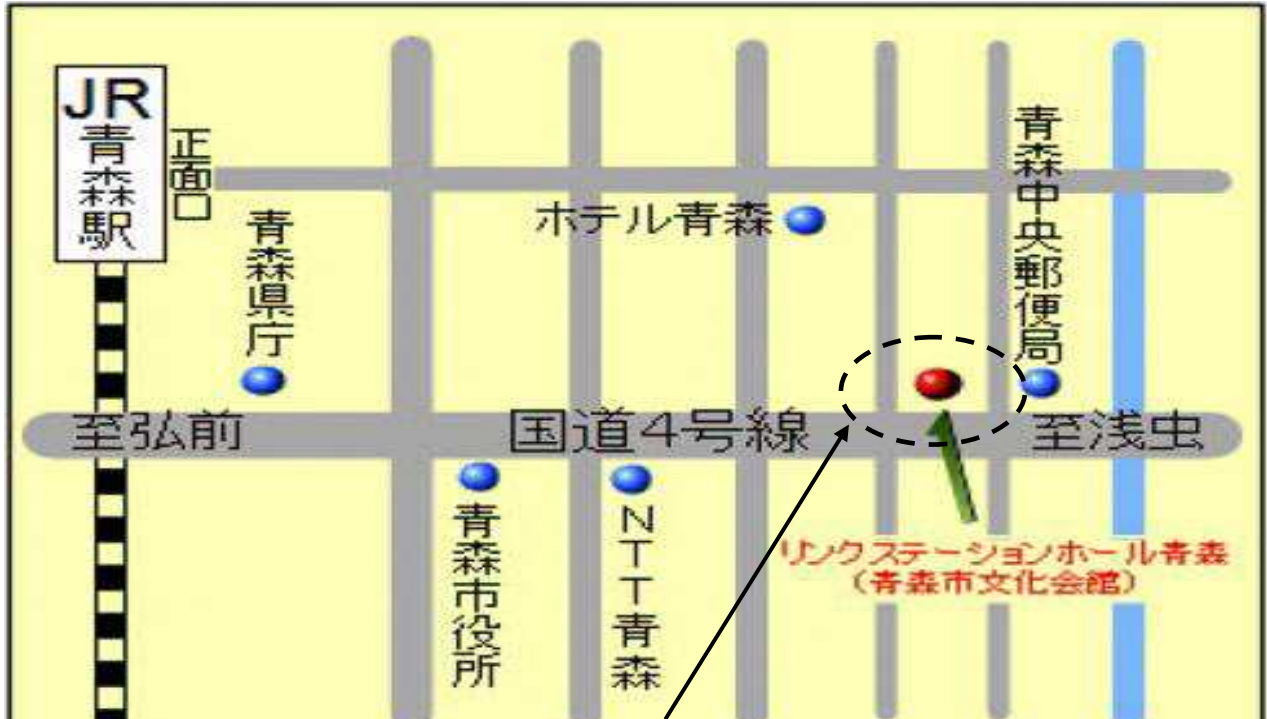 JR
青森駅
正面口
青森県庁
ホテル青森
青森中央郵便局
至弘前
国道4号線
至浅虫
青森市役所
NTT青森
リンクステーションホール青森
（青森市文化会館）